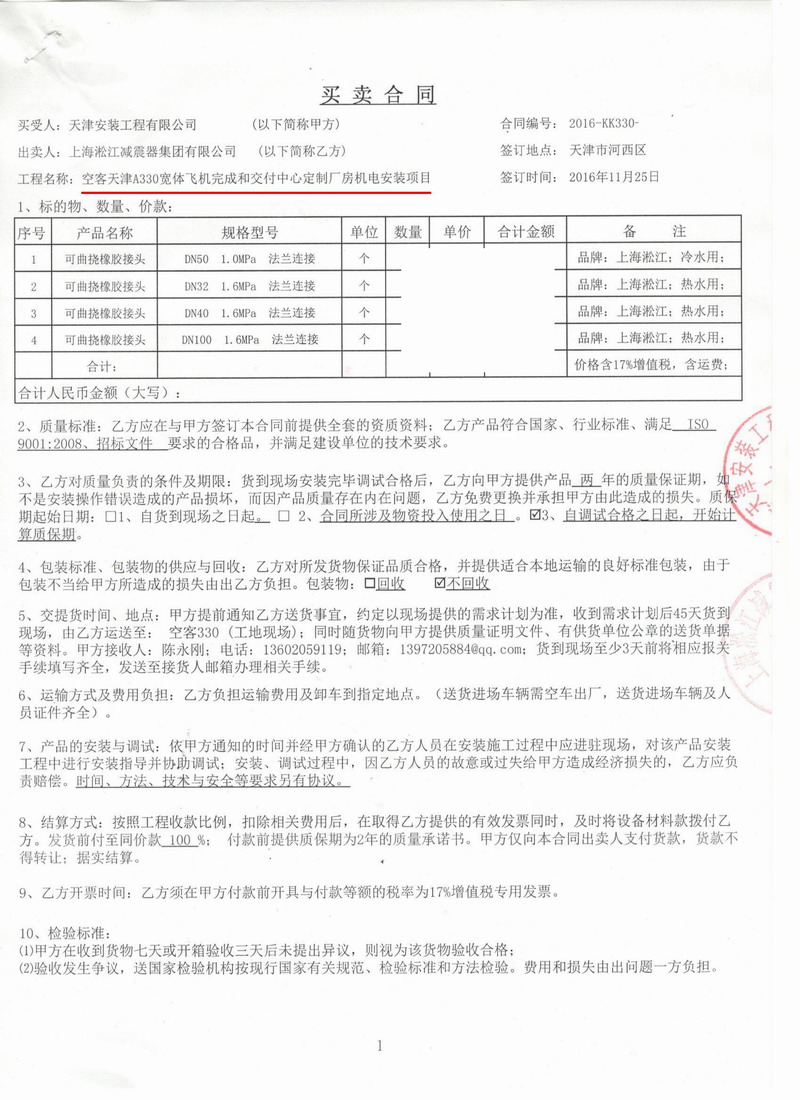 买卖合同
买受人：天津安装工程有限公司 (以下简称甲方) 合同编号： 2016-KK330-
出卖人：上海淞江减震器集团有限公司 (以下简称乙方) 签订地点： 天津市河西区
工程名称：空客天津A330宽体飞机完成和交付中心定制厂房机电安装项目 签订时间： 2016年11月25日
1、标的物、数量、价款：
序号 产品名称 规格型号 单位 数量 单价 合计金额 备 注
1 可曲挠橡胶接头 DN50 1.0MPa 法兰连接 个 品牌：上海淞江；冷水用；
2 可曲挠橡胶接头 DN32 1.6MPa 法兰连接 个 品牌：上海淞江；热水用；
3 可曲挠橡胶接头 DN40 1.6MPa 法兰连接 个 品牌：上海淞江；热水用；
4 可曲挠橡胶接头 DN100 1.6MPa 法兰连接 个 品牌：上海淞江；热水用；
合计： 价格含17%增值税，含运费；
合计人民币金额（大写）：
2、质量标准：乙方应在与甲方签订本合同前提供全套的资质资料；乙方产品符合国家、行业标准、满足 ISO
9001:2008、招标文件 要求的合格品，并满足建设单位的技术要求。
3、乙方对质量负责的条件及期限：货到现场安装完毕调试合格后，乙方向甲方提供产品 两 年的质量保证期，如
不是安装操作错误造成的产品损坏，而因产品质量存在内在问题，乙方免费更换并承担甲方由此造成的损失。质保
期起始日期：□1、自货到现场之日起。 □ 2、合同所涉及物资投入使用之日 。☑3、自调试合格之日起，开始计
算质保期。
4、包装标准、包装物的供应与回收：乙方对所发货物保证品质合格，并提供适合本地运输的良好标准包装，由于
包装不当给甲方所造成的损失由出乙方负担。包装物：□回收 ☑不回收
5、交提货时间、地点：甲方提前通知乙方送货事宜，约定以现场提供的需求计划为准，收到需求计划后45天货到
现场，由乙方运送至： 空客330（工地现场）；同时随货物向甲方提供质量证明文件、有供货单位公章的送货单据
等资料。甲方接收人：陈永刚；电话：13602059119；邮箱：1397205884@qq.com；货到现场至少3天前将相应报关
手续填写齐全，发送至接货人邮箱办理相关手续。
6、运输方式及费用负担：乙方负担运输费用及卸车到指定地点。（送货进场车辆需空车出厂，送货进场车辆及人
员证件齐全）。
7、产品的安装与调试：依甲方通知的时间并经甲方确认的乙方人员在安装施工过程中应进驻现场，对该产品安装
工程中进行安装指导并协助调试；安装、调试过程中，因乙方人员的故意或过失给甲方造成经济损失的，乙方应负
责赔偿。时间、方法、技术与安全等要求另有协议。
8、结算方式：按照工程收款比例，扣除相关费用后，在取得乙方提供的有效发票同时，及时将设备材料款拨付乙
方。发货前付至同价款 100 %； 付款前提供质保期为2年的质量承诺书。甲方仅向本合同出卖人支付货款，货款不
得转让；据实结算。
9、乙方开票时间：乙方须在甲方付款前开具与付款等额的税率为17%增值税专用发票。
10、检验标准：
⑴甲方在收到货物七天或开箱验收三天后未提出异议，则视为该货物验收合格；
⑵验收发生争议，送国家检验机构按现行国家有关规范、检验标准和方法检验。费用和损失由出问题一方负担。
1